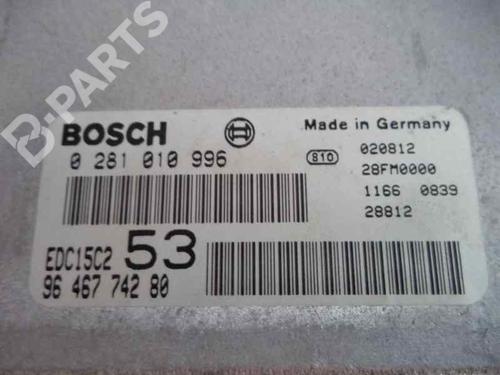 B-PARTS
BOSCH
Made in Germany
0 281 010 996
810
020812
28FM0000
1166 0839
28812
EDC15C2 53
96 467 742 80